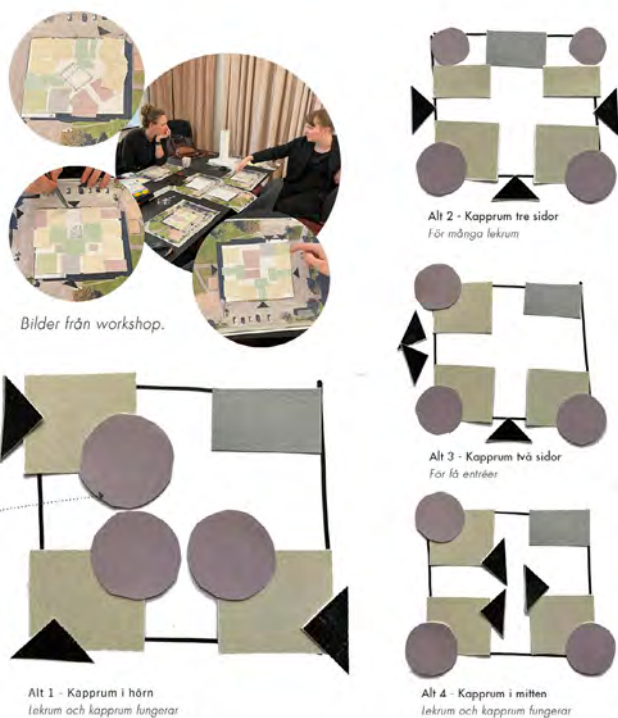 Bilder från workshop.
Alt 2 - Kapprum tre sidor
För många lekrum
Alt 3 - Kapprum två sidor
För få entréer
Alt 1 - Kapprum i hörn
Lekrum och kapprum fungerar
Alt 4 - Kapprum i mitten
Lekrum och kapprum fungerar